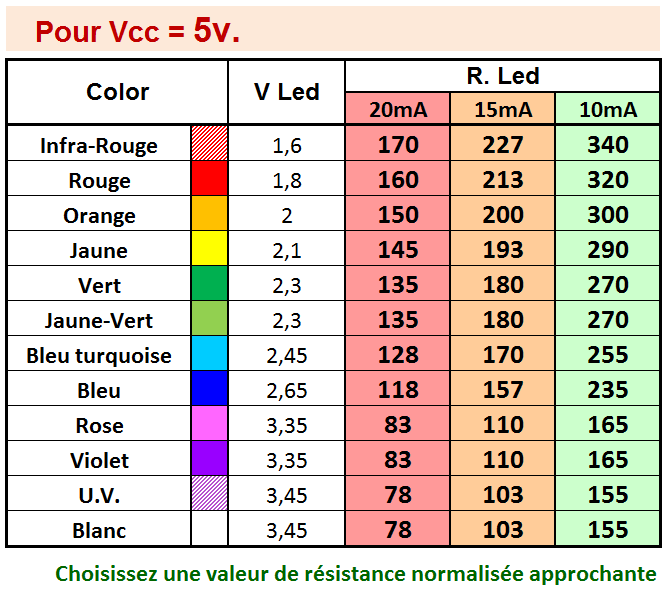 Pour Vcc = 5v.
Color V Led R. Led
20mA 15mA 10mA
Infra-Rouge 1,6 170 227 340
Rouge 1,8 160 213 320
Orange 2 150 200 300
Jaune 2,1 145 193 290
Vert 2,3 135 180 270
Jaune-Vert 2,3 135 180 270
Bleu turquoise 2,45 128 170 255
Bleu 2,65 118 157 235
Rose 3,35 83 110 165
Violet 3,35 83 110 165
U.V. 3,45 78 103 155
Blanc 3,45 78 103 155
Choisissez une valeur de résistance normalisée approchante